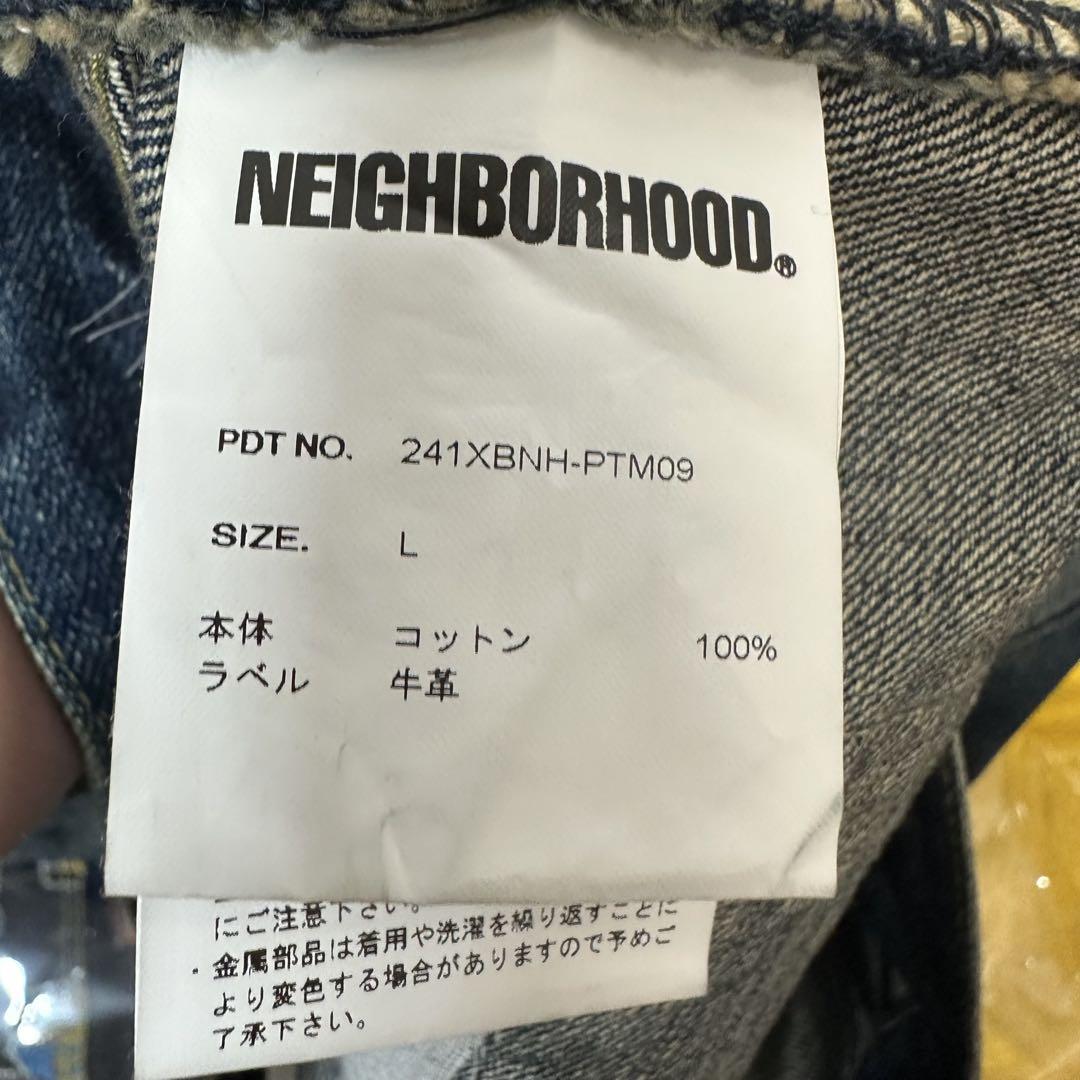 NEIGHBORHOOD®
PDT NO. 241XBNH-PTM09
SIZE. L
本体 コットン 100%
ラベル 牛革
にご注意下さい。
・金属部品は着用や洗濯を繰り返すことに
より変色する場合がありますので予めご
了承下さい。